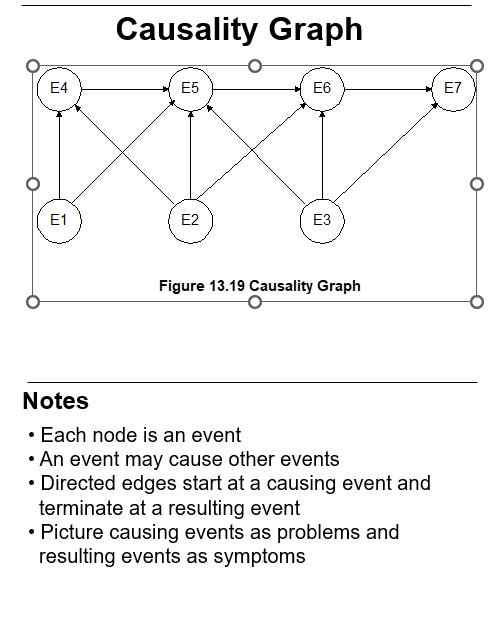 Causality Graph
E4 E5 E6 E7
E1 E2 E3
Figure 13.19 Causality Graph
Notes
• Each node is an event
• An event may cause other events
• Directed edges start at a causing event and
terminate at a resulting event
• Picture causing events as problems and
resulting events as symptoms